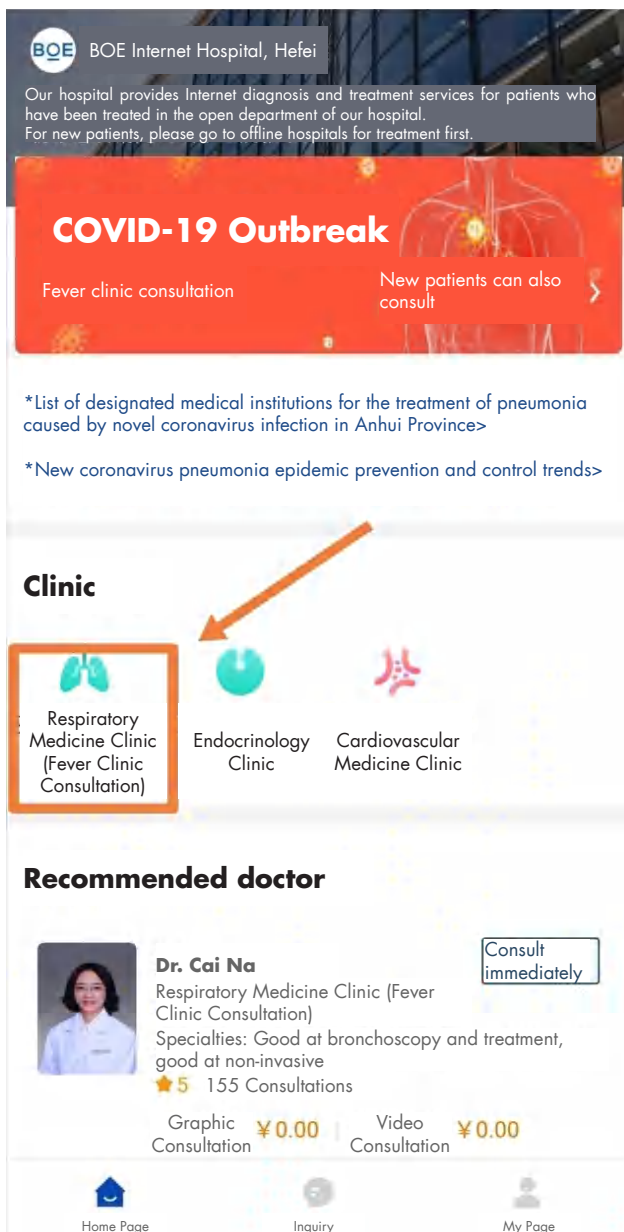 BOE BOE Internet Hospital, Hefei
Our hospital provides Internet diagnosis and treatment services for patients who
have been treated in the open department of our hospital.
For new patients, please go to offline hospitals for treatment first.
COVID-19 Outbreak
Fever clinic consultation
New patients can also
consult
*List of designated medical institutions for the treatment of pneumonia
caused by novel coronavirus infection in Anhui Province>
*New coronavirus pneumonia epidemic prevention and control trends>
Clinic
Respiratory
Medicine Clinic
(Fever Clinic
Consultation)
Endocrinology
Clinic
Cardiovascular
Medicine Clinic
Recommended doctor
Dr. Cai Na
Consult
immediately
Respiratory Medicine Clinic (Fever
Clinic Consultation)
Specialties: Good at bronchoscopy and treatment,
good at non-invasive
5 155 Consultations
Graphic
Consultation
¥0.00
Video
Consultation
¥0.00
Home Page
Inquiry
My Page